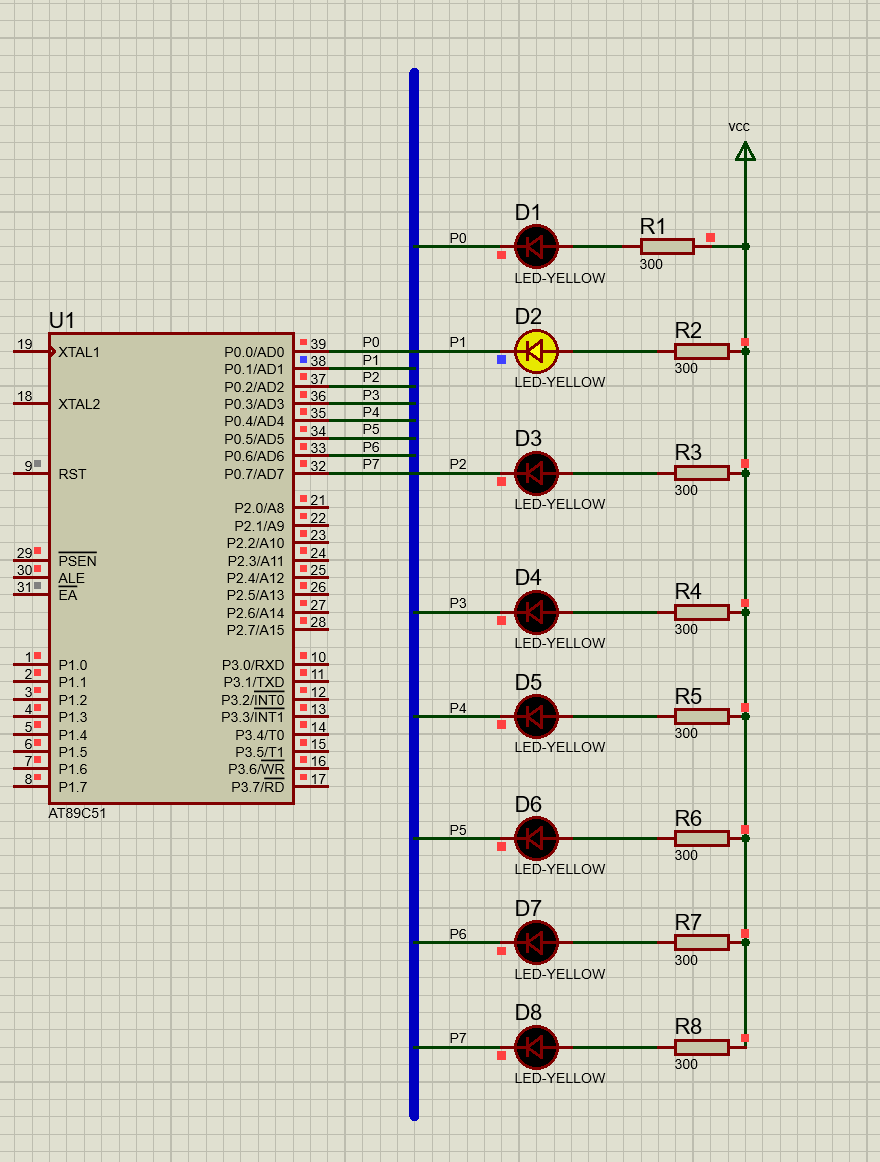 vcc
D1
R1
P0
LED-YELLOW
300
D2
R2
P1
LED-YELLOW
300
D3
R3
P2
LED-YELLOW
300
D4
R4
P3
LED-YELLOW
300
D5
R5
P4
LED-YELLOW
300
D6
R6
P5
LED-YELLOW
300
D7
R7
P6
LED-YELLOW
300
D8
R8
P7
LED-YELLOW
300
U1
19 XTAL1
18 XTAL2
9 RST
29 PSEN
30 ALE
31 EA
1 P1.0
2 P1.1
3 P1.2
4 P1.3
5 P1.4
6 P1.5
7 P1.6
8 P1.7
P0.0/AD0 39 P0
P0.1/AD1 38 P1
P0.2/AD2 37 P2
P0.3/AD3 36 P3
P0.4/AD4 35 P4
P0.5/AD5 34 P5
P0.6/AD6 33 P6
P0.7/AD7 32 P7
P2.0/A8 21
P2.1/A9 22
P2.2/A10 23
P2.3/A11 24
P2.4/A12 25
P2.5/A13 26
P2.6/A14 27
P2.7/A15 28
P3.0/RXD 10
P3.1/TXD 11
P3.2/INT0 12
P3.3/INT1 13
P3.4/T0 14
P3.5/T1 15
P3.6/WR 16
P3.7/RD 17
AT89C51